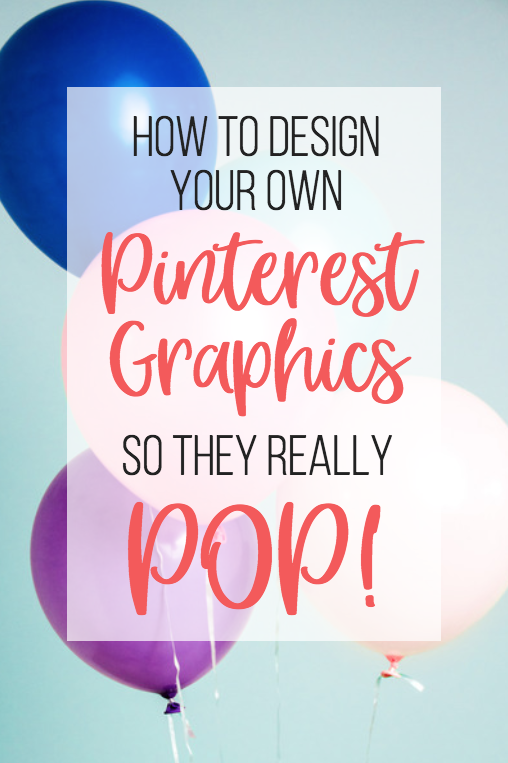 HOW TO DESIGN
YOUR OWN
Pinterest
Graphics
SO THEY REALLY
POP!